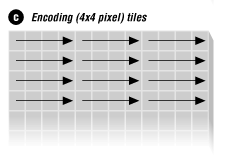 C Encoding (4x4 pixel) tiles